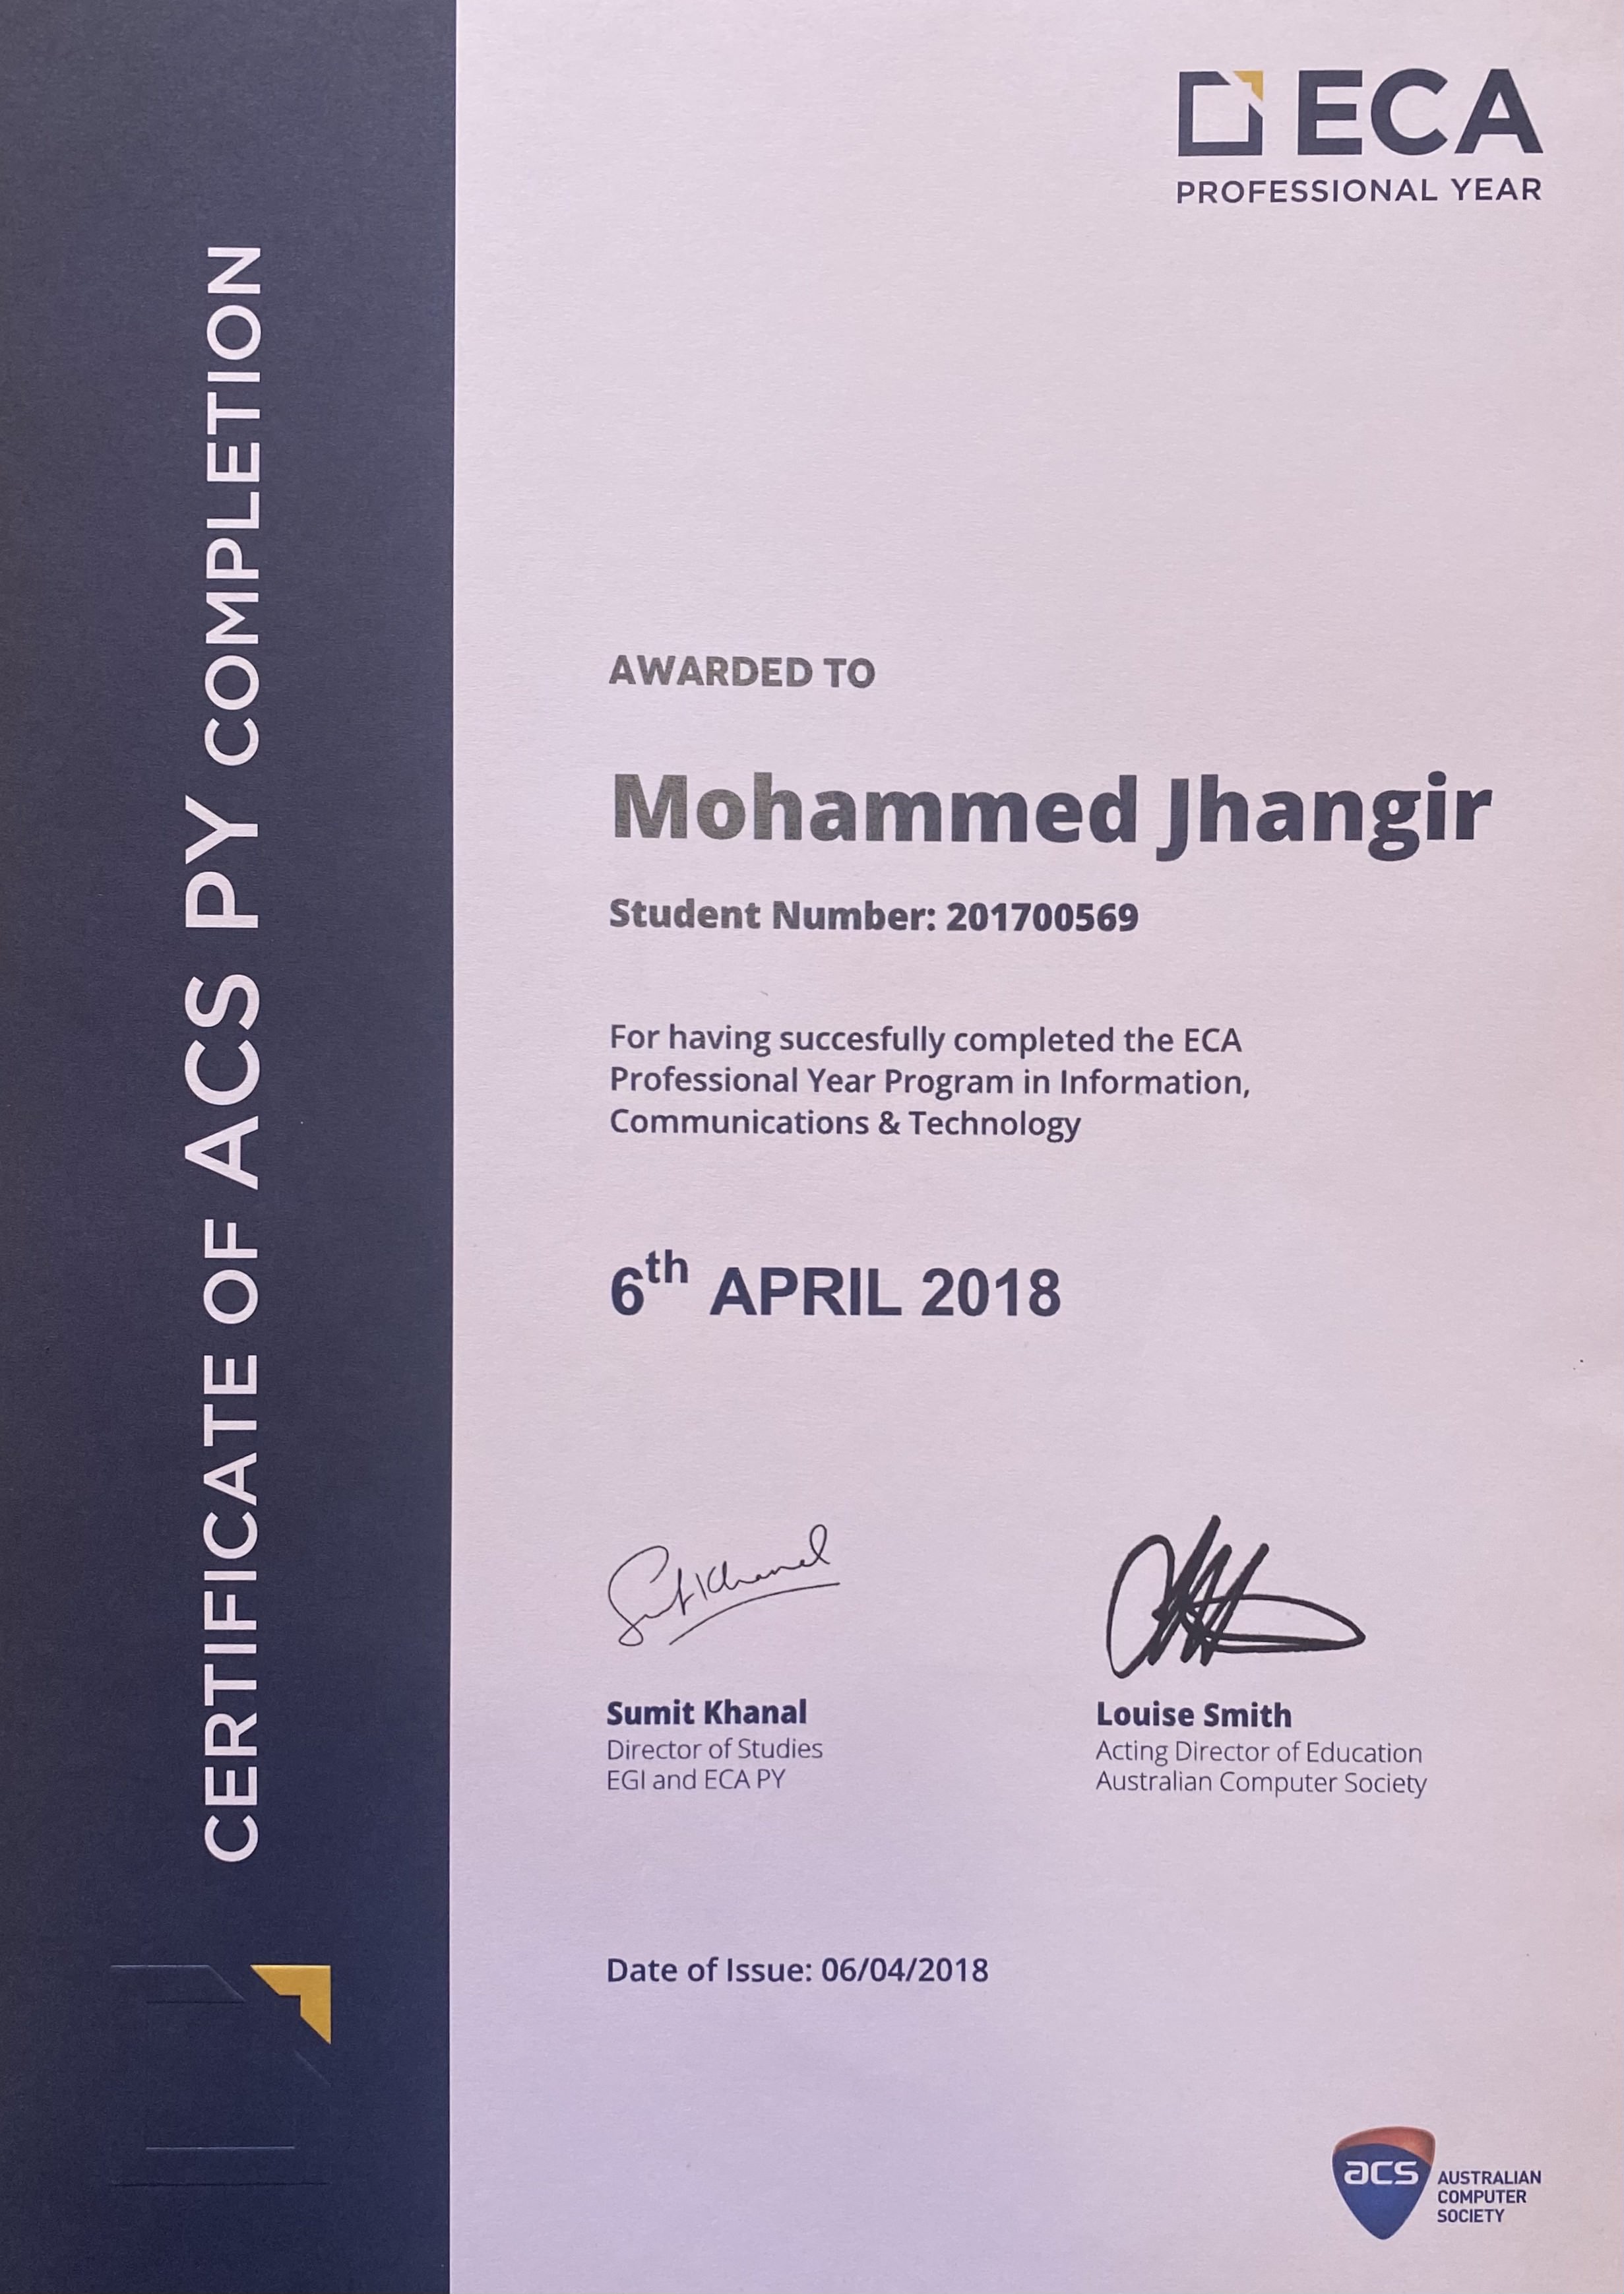 ECA
PROFESSIONAL YEAR
CERTIFICATE OF ACS PY COMPLETION
AWARDED TO
Mohammed Jhangir
Student Number: 201700569
For having succesfully completed the ECA
Professional Year Program in Information,
Communications & Technology
6th APRIL 2018
Sumit Khanal
Sumit Khanal
Director of Studies
EGI and ECA PY
Louise Smith
Acting Director of Education
Australian Computer Society
Date of Issue: 06/04/2018
acs
AUSTRALIAN
COMPUTER
SOCIETY